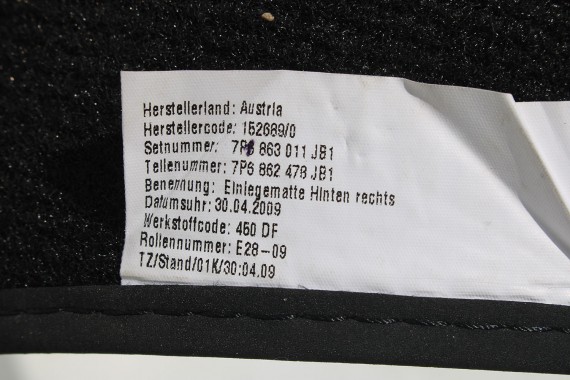 Herstellerland: Austria
Herstellercode: 152689/0
Setnummer: 7P6 863 011 JB1
Teilenummer: 7P6 862 478 JB1
Benennung: Einlegematte Hinten rechts
Datumsuhr: 30.04.2009
Werkstoffcode: 450 DF
Rollennummer: E28-09
TZ/Stand/01K/30.04.09